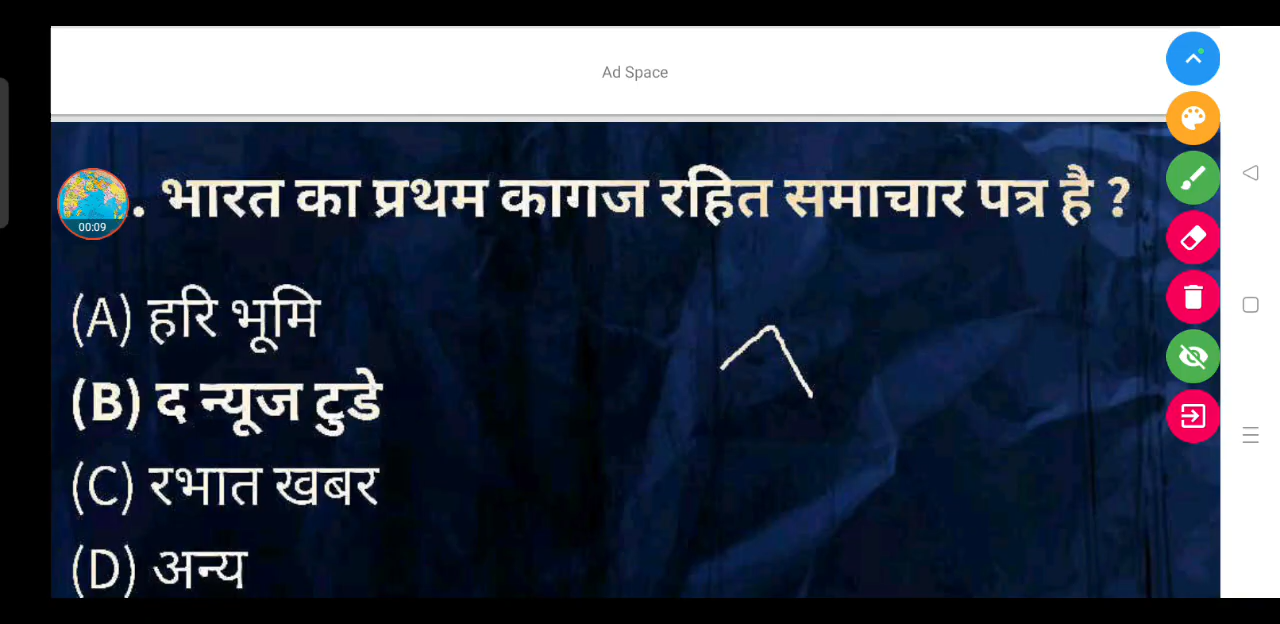 Ad Space
. भारत का प्रथम कागज रहित समाचार पत्र है ?
00:09
(A) हरि भूमि
(B) द न्यूज टुडे
(C) रभात खबर
(D) अन्य